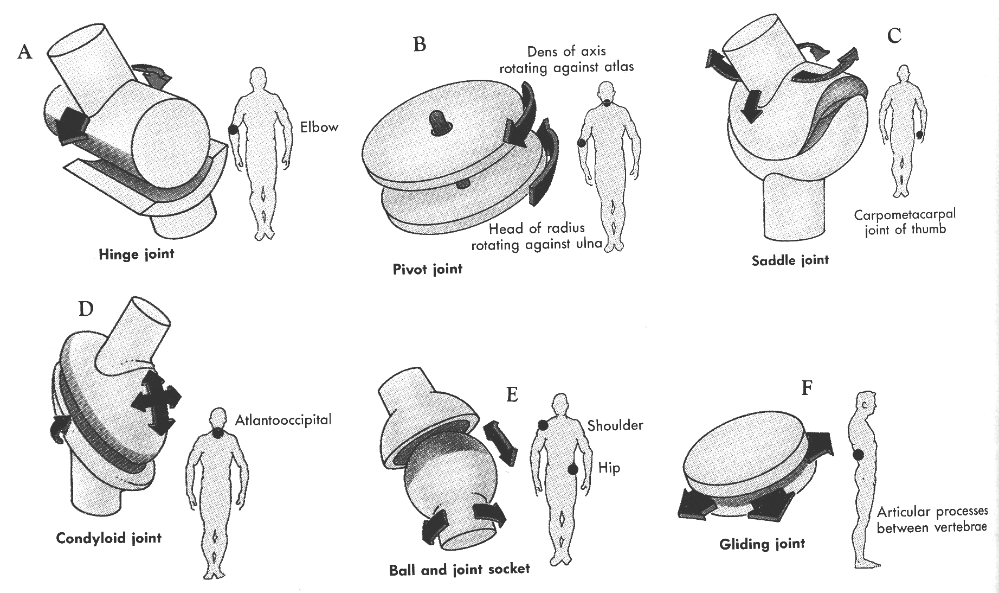 A
Elbow
Hinge joint
B
Dens of axis
rotating against atlas
Head of radius
rotating against ulna
Pivot joint
C
Carpometacarpal
joint of thumb
Saddle joint
D
Atlantooccipital
Condyloid joint
E
Shoulder
Hip
Ball and joint socket
F
Articular processes
between vertebrae
Gliding joint